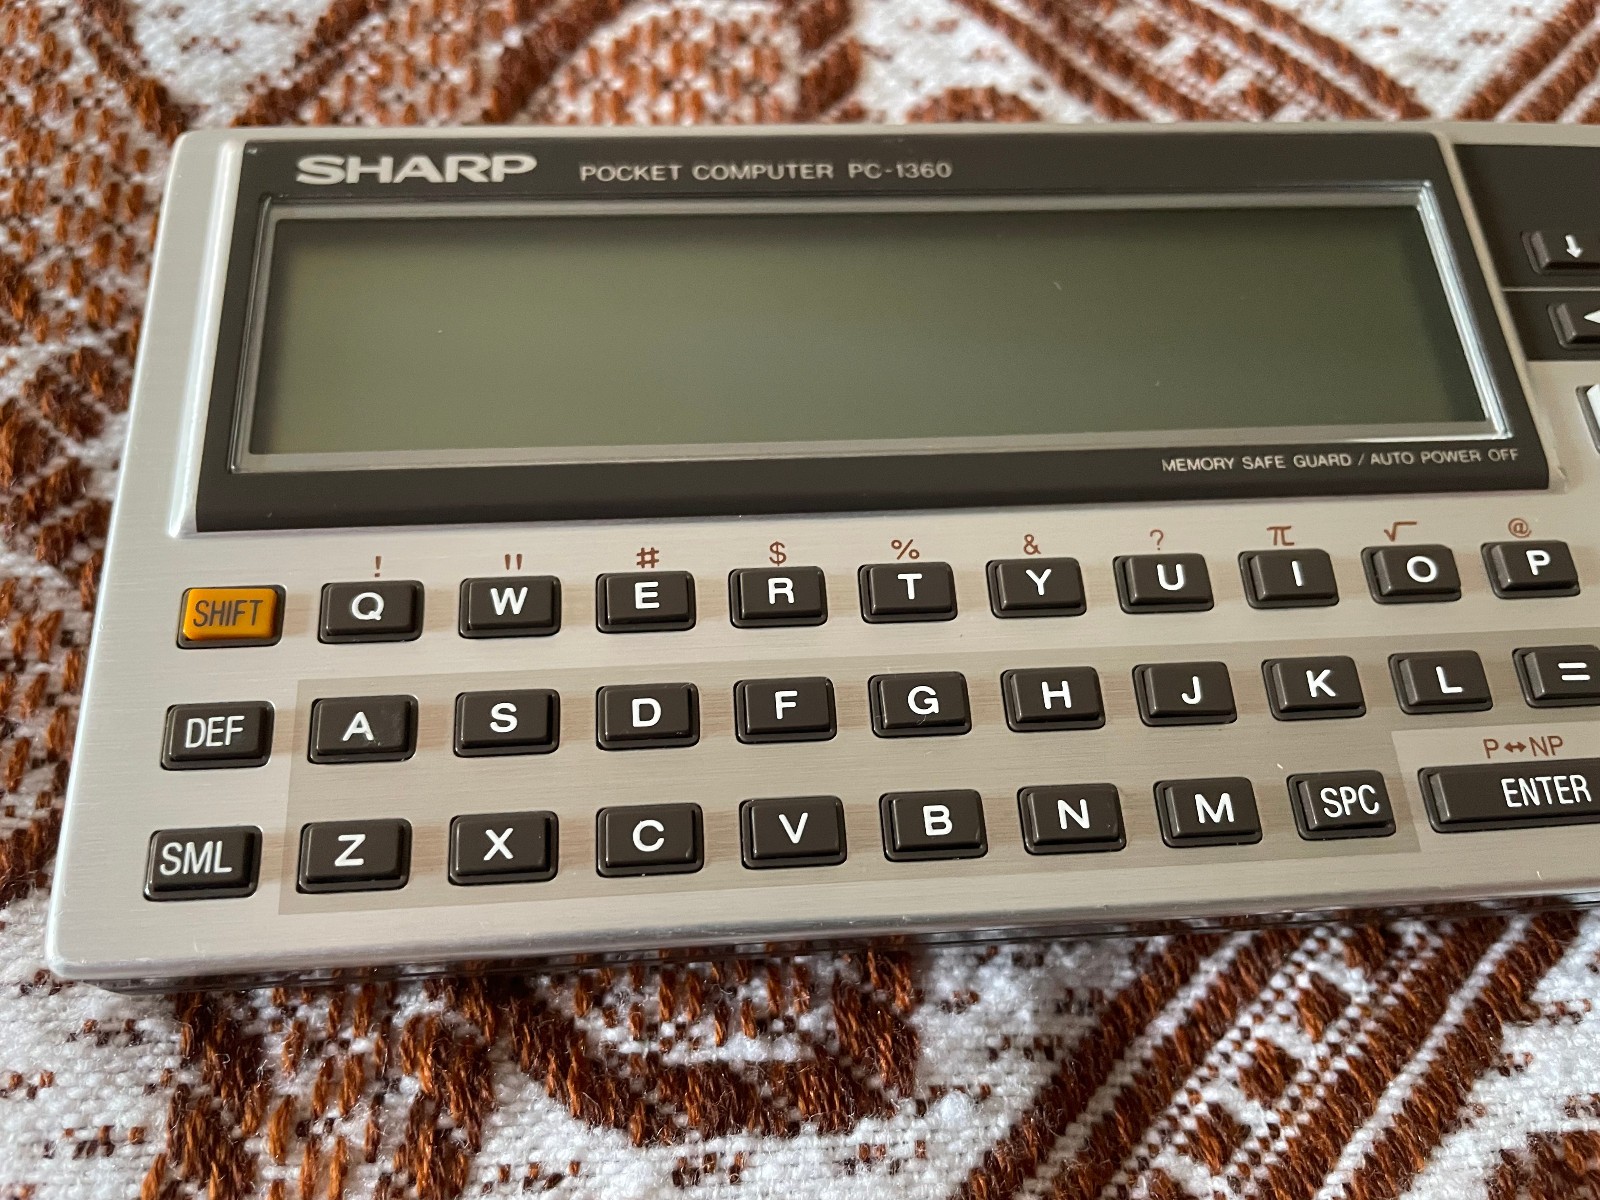 SHARP POCKET COMPUTER PC-1360
↓
◀
MEMORY SAFE GUARD / AUTO POWER OFF
! " # $ % & ? π √ @
SHIFT Q W E R T Y U I O P
DEF A S D F G H J K L =
P↔NP
SML Z X C V B N M SPC ENTER